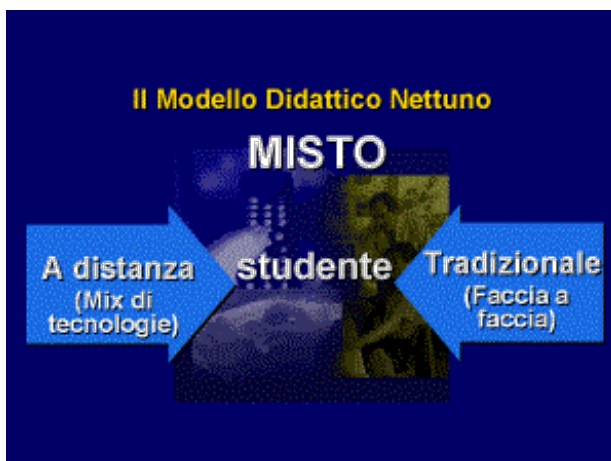 Il Modello Didattico Nettuno
MISTO
A distanza
(Mix di
tecnologie)
studente
Tradizionale
(Faccia a
faccia)